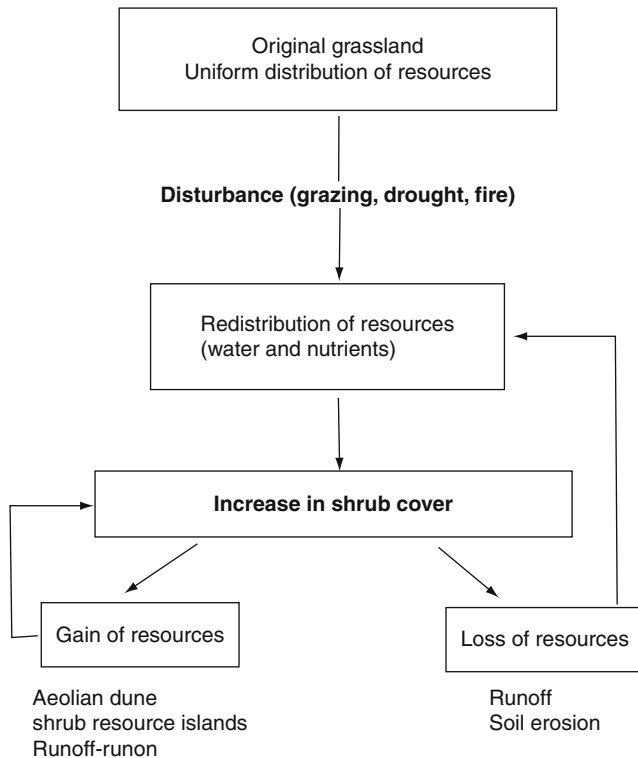 Original grassland
Uniform distribution of resources
Disturbance (grazing, drought, fire)
Redistribution of resources
(water and nutrients)
Increase in shrub cover
Gain of resources
Loss of resources
Aeolian dune
shrub resource islands
Runoff-runon
Runoff
Soil erosion